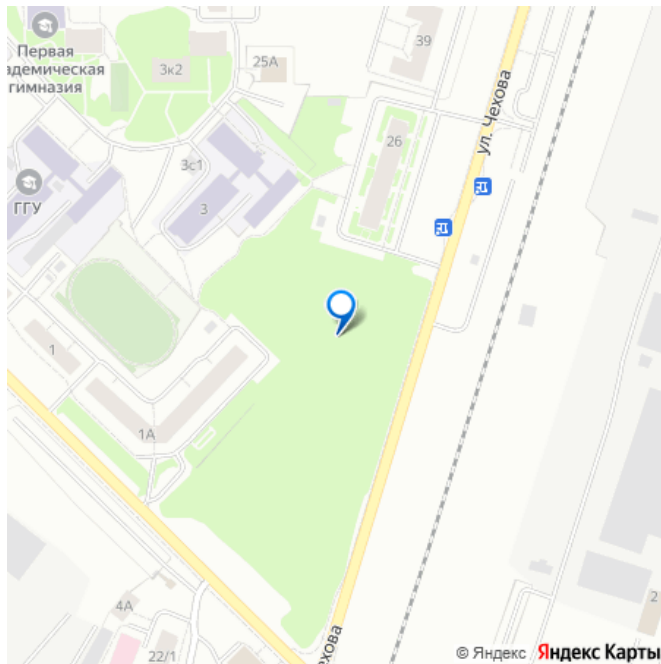 Первая
адемическая
гимназия
3к2
25А
39
ул. Чехова
26
3с1
3
ГГУ
1
1А
4А
22/1
Чехова
2
© Яндекс Яндекс Карты